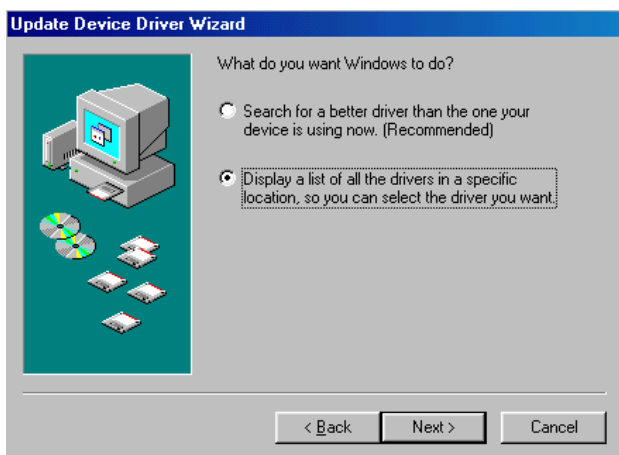 Update Device Driver Wizard
What do you want Windows to do?
Search for a better driver than the one your
device is using now. (Recommended)
Display a list of all the drivers in a specific
location, so you can select the driver you want.
< Back
Next >
Cancel